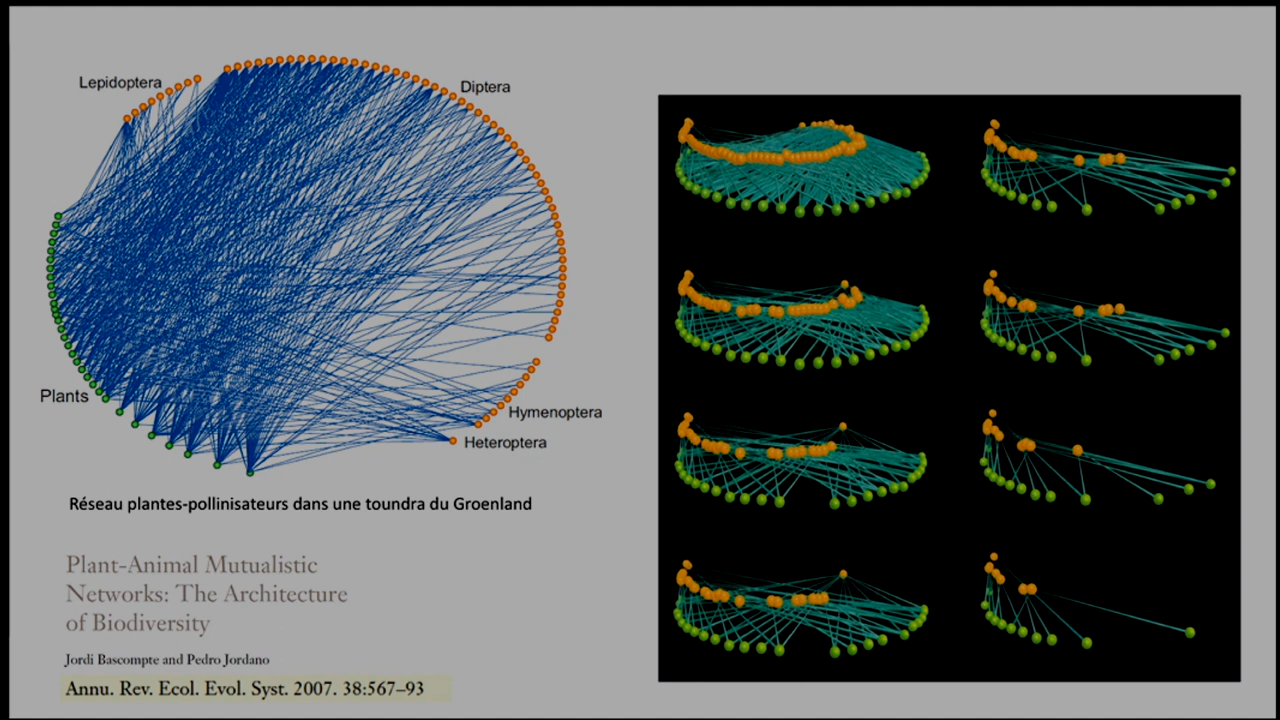 Lepidoptera
Diptera
Plants
Hymenoptera
Heteroptera
Réseau plantes-pollinisateurs dans une toundra du Groenland
Plant-Animal Mutualistic
Networks: The Architecture
of Biodiversity
Jordi Bascompte and Pedro Jordano
Annu. Rev. Ecol. Evol. Syst. 2007. 38:567–93